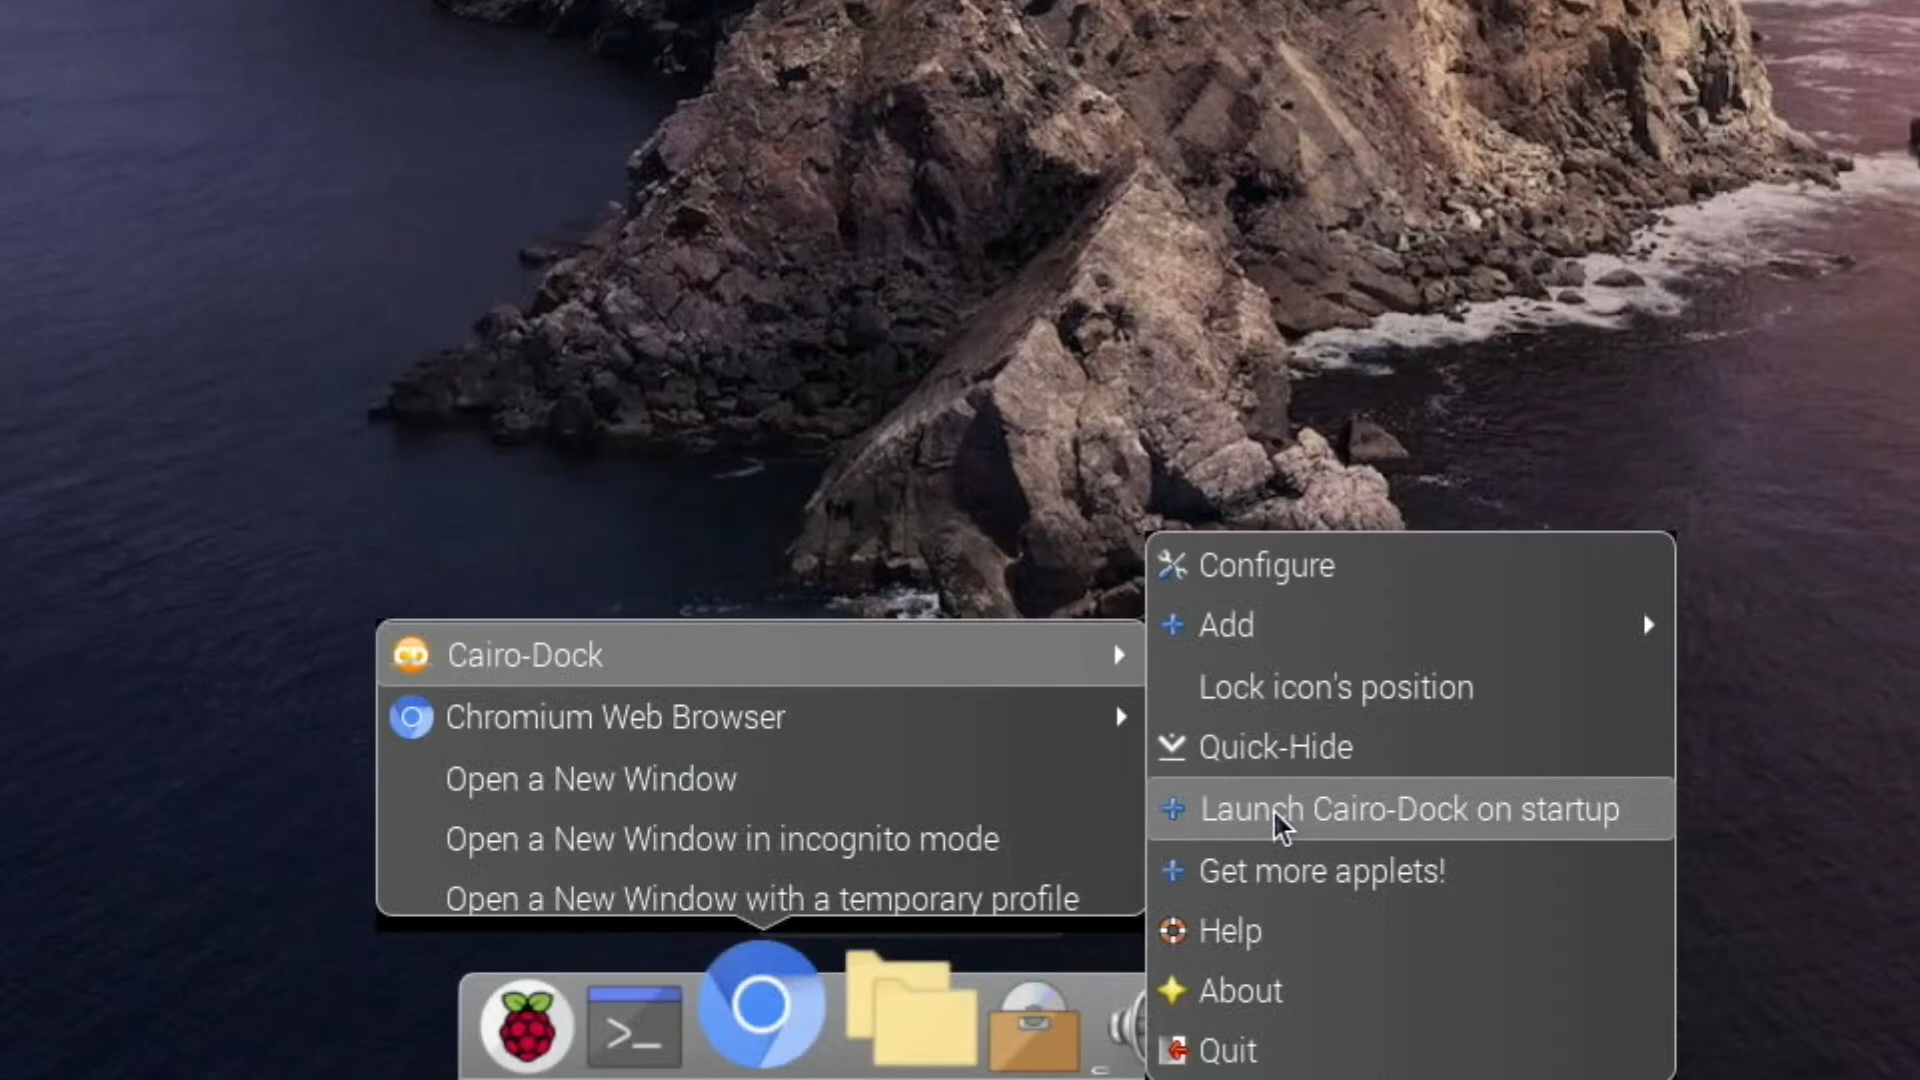 Cairo-Dock
Chromium Web Browser
Open a New Window
Open a New Window in incognito mode
Open a New Window with a temporary profile
Configure
Add
Lock icon's position
Quick-Hide
Launch Cairo-Dock on startup
Get more applets!
Help
About
Quit
CD
>_